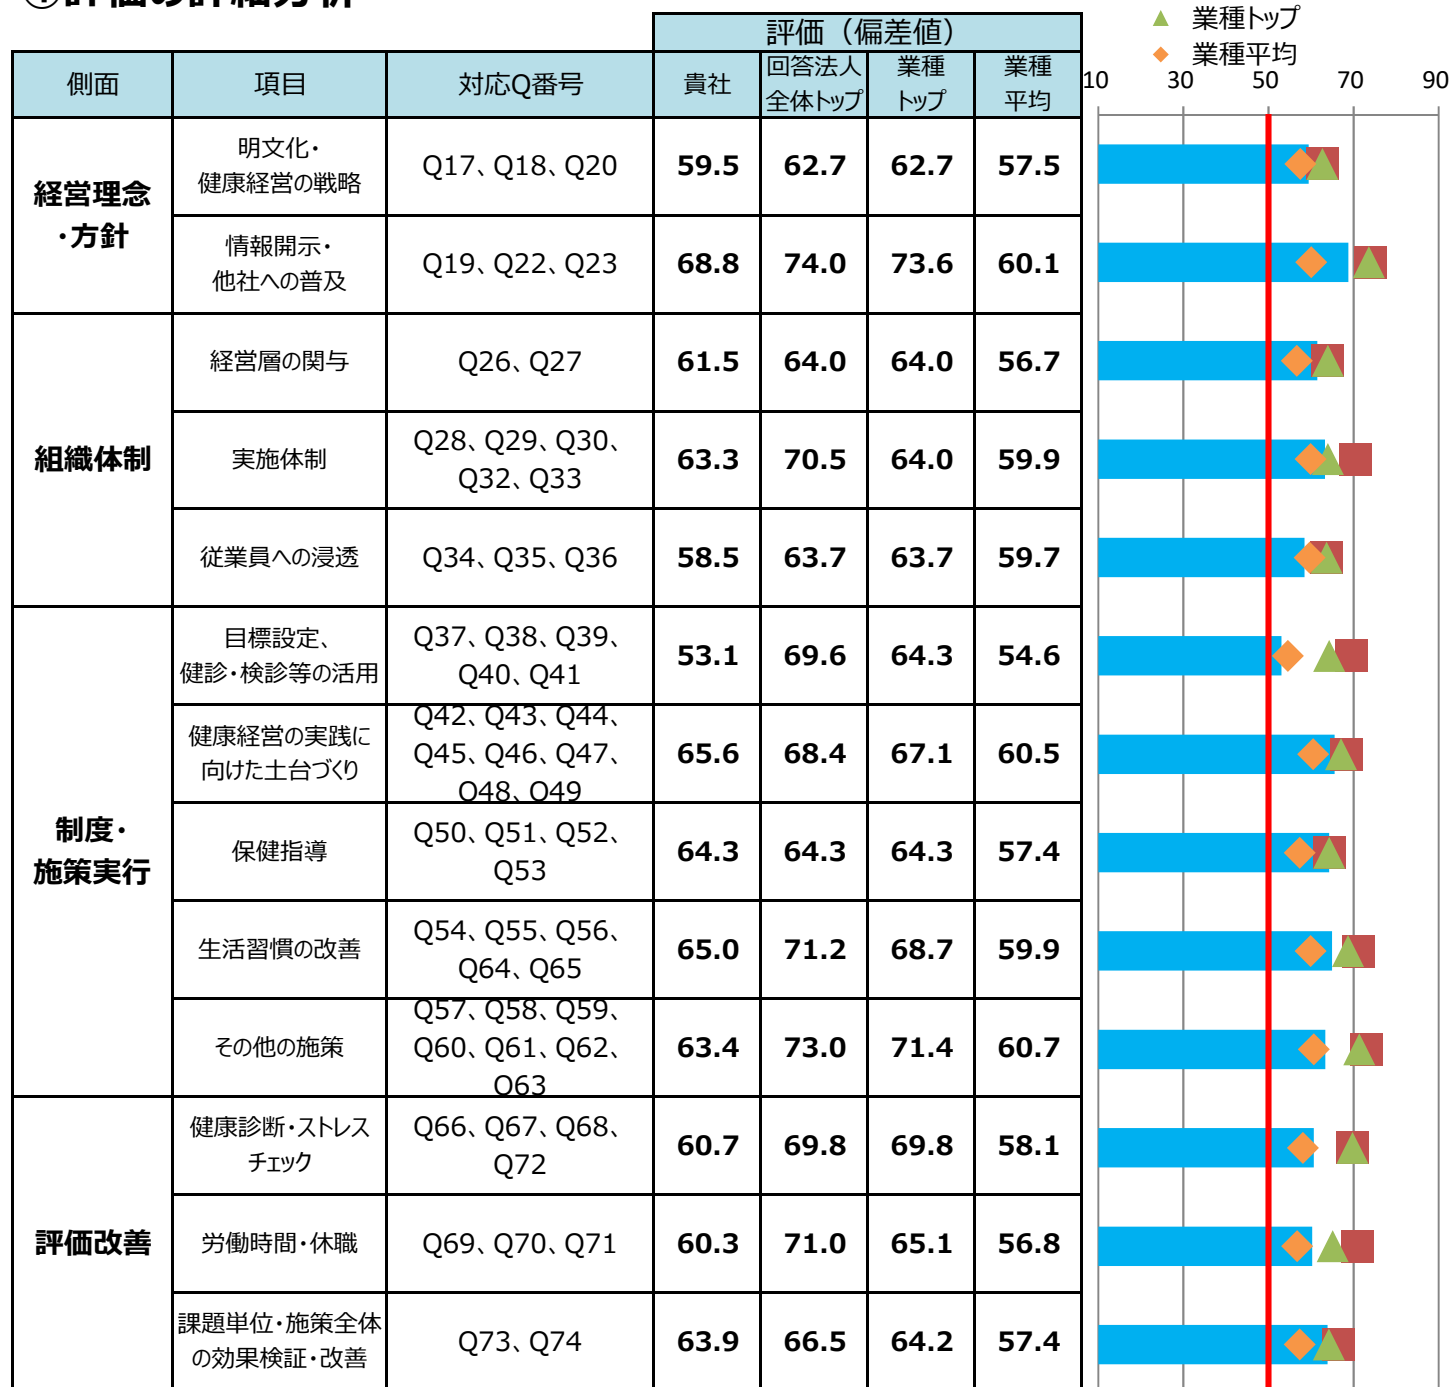 ▲ 業種トップ
◆ 業種平均
評価（偏差値）
側面 項目 対応Q番号 貴社 回答法人 業種 業種
全体トップ トップ 平均
10 30 50 70 90
経営理念
・方針
明文化・
健康経営の戦略
Q17、Q18、Q20 59.5 62.7 62.7 57.5
情報開示・
他社への普及
Q19、Q22、Q23 68.8 74.0 73.6 60.1
組織体制
経営層の関与 Q26、Q27 61.5 64.0 64.0 56.7
実施体制
Q28、Q29、Q30、
Q32、Q33
63.3 70.5 64.0 59.9
従業員への浸透 Q34、Q35、Q36 58.5 63.7 63.7 59.7
制度・
施策実行
目標設定、
健診・検診等の活用
Q37、Q38、Q39、
Q40、Q41
53.1 69.6 64.3 54.6
健康経営の実践に
向けた土台づくり
Q42、Q43、Q44、
Q45、Q46、Q47、
Q48、Q49
65.6 68.4 67.1 60.5
保健指導
Q50、Q51、Q52、
Q53
64.3 64.3 64.3 57.4
生活習慣の改善
Q54、Q55、Q56、
Q64、Q65
65.0 71.2 68.7 59.9
その他の施策
Q57、Q58、Q59、
Q60、Q61、Q62、
Q63
63.4 73.0 71.4 60.7
評価改善
健康診断・ストレス
チェック
Q66、Q67、Q68、
Q72
60.7 69.8 69.8 58.1
労働時間・休職 Q69、Q70、Q71 60.3 71.0 65.1 56.8
課題単位・施策全体
の効果検証・改善
Q73、Q74 63.9 66.5 64.2 57.4